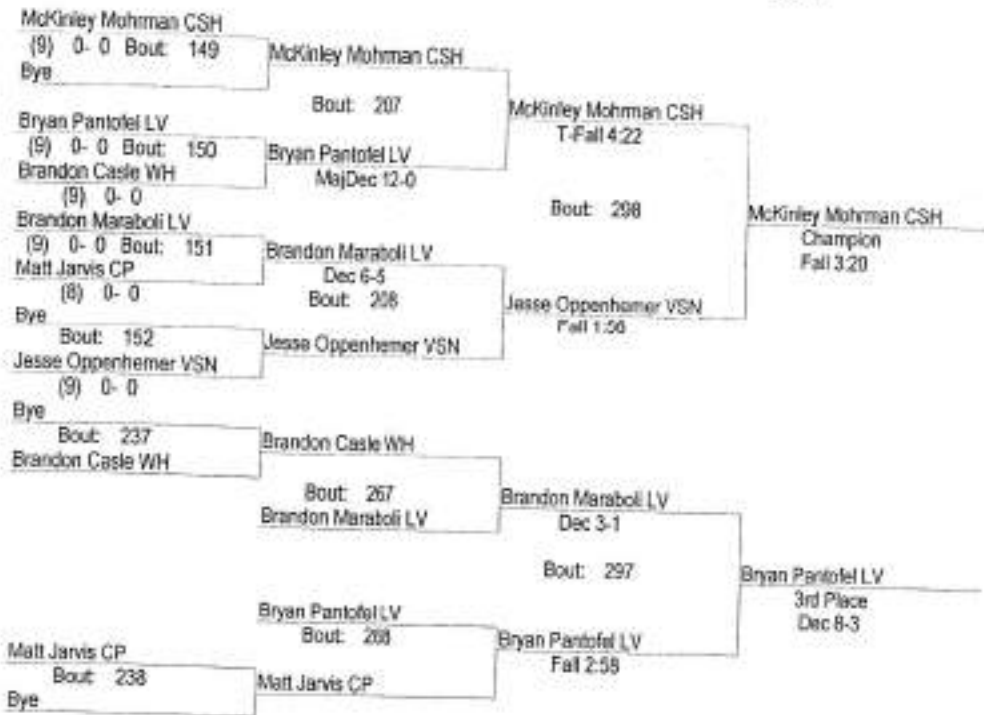 McKinley Mohrman CSH
(9) 0- 0 Bout: 149
Bye
McKinley Mohrman CSH
Bout: 207
Bryan Pantofel LV
(9) 0- 0 Bout: 150
Brandon Casle WH
(9) 0- 0
Bryan Pantofel LV
MajDec 12-0
McKinley Mohrman CSH
T-Fall 4:22
Brandon Maraboli LV
(9) 0- 0 Bout: 151
Matt Jarvis CP
(8) 0- 0
Brandon Maraboli LV
Dec 6-5
Bout: 208
Bye
Bout: 152
Jesse Oppenhemer VSN
(9) 0- 0
Jesse Oppenhemer VSN
Jesse Oppenhemer VSN
Fall 1:56
Bout: 298
McKinley Mohrman CSH
Champion
Fall 3:20
Bye
Bout: 237
Brandon Casle WH
Brandon Casle WH
Bout: 267
Brandon Maraboli LV
Brandon Maraboli LV
Dec 3-1
Bout: 297
Bryan Pantofel LV
Bout: 268
Matt Jarvis CP
Bout: 238
Bye
Matt Jarvis CP
Bryan Pantofel LV
Fall 2:58
Bryan Pantofel LV
3rd Place
Dec 8-3